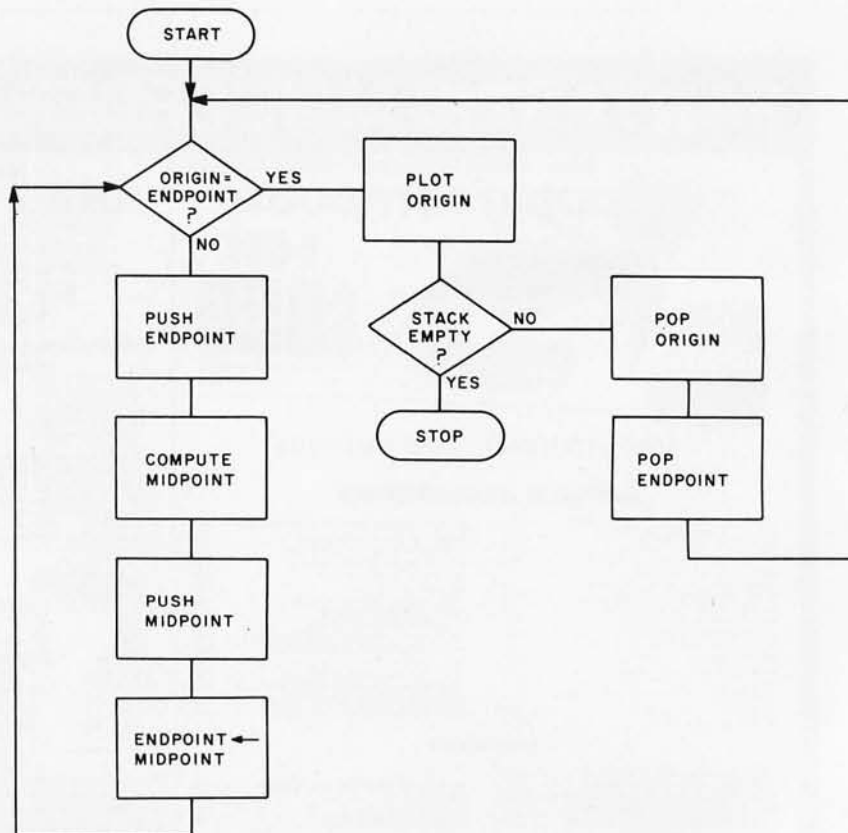 START
ORIGIN=
ENDPOINT
?
YES
NO
PLOT
ORIGIN
PUSH
ENDPOINT
STACK
EMPTY
?
NO
YES
POP
ORIGIN
STOP
COMPUTE
MIDPOINT
POP
ENDPOINT
PUSH
MIDPOINT
ENDPOINT ←
MIDPOINT